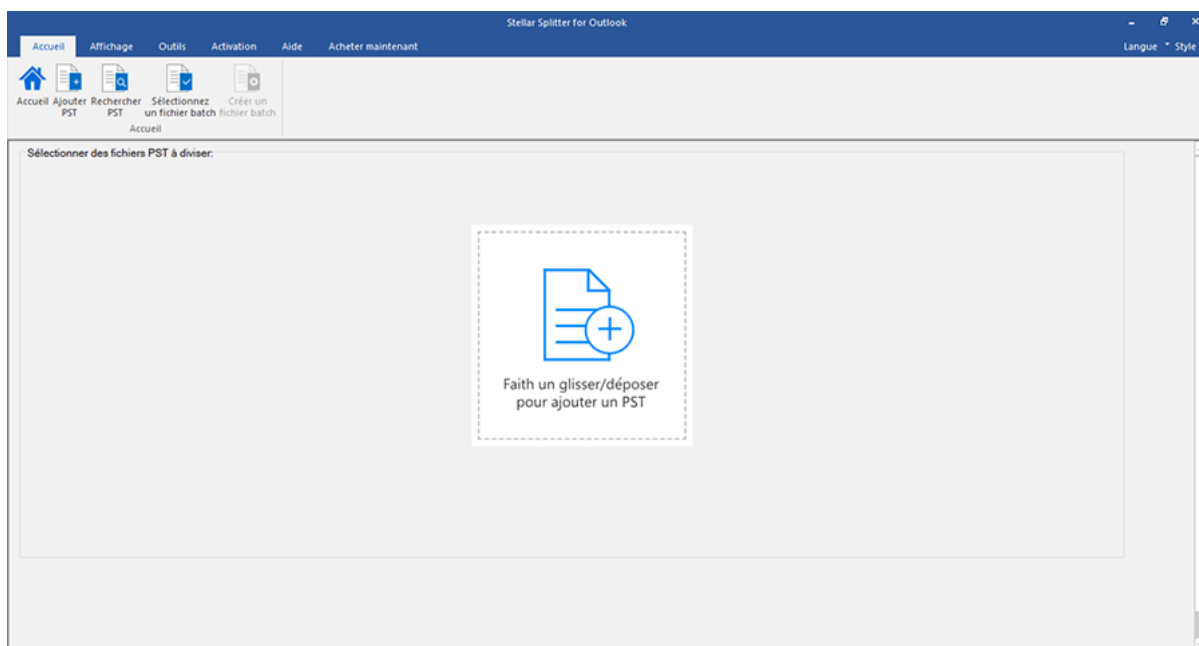 Stellar Splitter for Outlook
Accueil Affichage Outils Activation Aide Acheter maintenant Langue Style
Accueil Ajouter Rechercher Sélectionnez Créer un
PST PST un fichier batch fichier batch
Accueil
Sélectionner des fichiers PST à diviser:
Faith un glisser/déposer
pour ajouter un PST